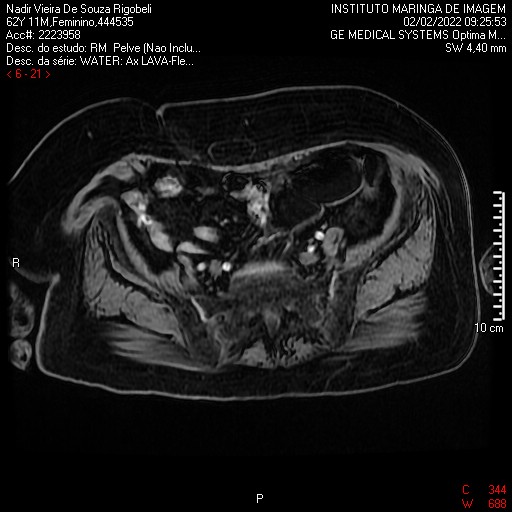 Nadir Vieira De Souza Rigobeli
62Y 11M,Feminino,444535
Acc#: 2223958
Desc. do estudo: RM Pelve (Nao Inclu...
Desc. da série: WATER: Ax LAVA-Fle...
< 6 - 21 >
INSTITUTO MARINGA DE IMAGEM
02/02/2022 09:25:53
GE MEDICAL SYSTEMS Optima M...
SW 4,40 mm
R
10 cm
P
C 344
W 688